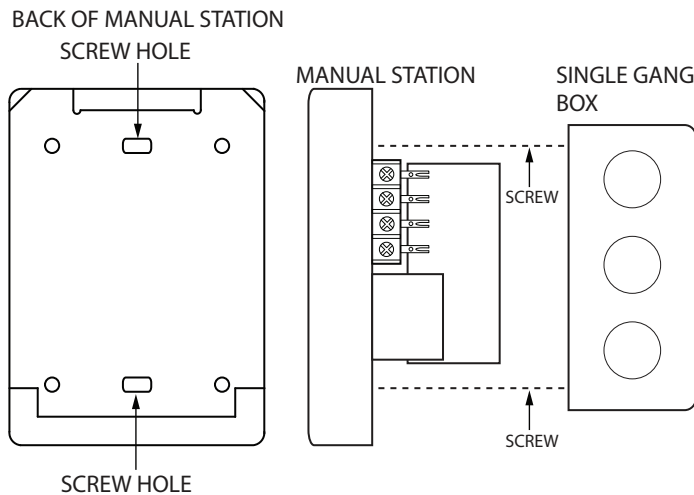 BACK OF MANUAL STATION
SCREW HOLE
MANUAL STATION
SINGLE GANG
BOX
SCREW
SCREW
SCREW HOLE